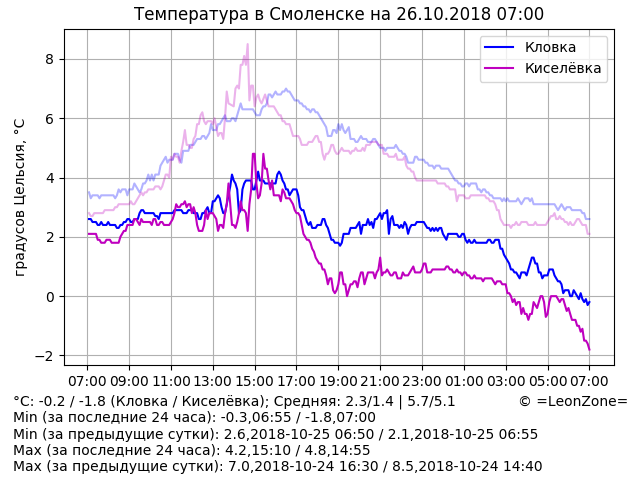 Температура в Смоленске на 26.10.2018 07:00
Кловка
Киселёвка
градусов Цельсия, °C
8
6
4
2
0
−2
07:00 09:00 11:00 13:00 15:00 17:00 19:00 21:00 23:00 01:00 03:00 05:00 07:00
°C: -0.2 / -1.8 (Кловка / Киселёвка); Средняя: 2.3/1.4 | 5.7/5.1 © =LeonZone=
Min (за последние 24 часа): -0.3,06:55 / -1.8,07:00
Min (за предыдущие сутки): 2.6,2018-10-25 06:50 / 2.1,2018-10-25 06:55
Max (за последние 24 часа): 4.2,15:10 / 4.8,14:55
Max (за предыдущие сутки): 7.0,2018-10-24 16:30 / 8.5,2018-10-24 14:40